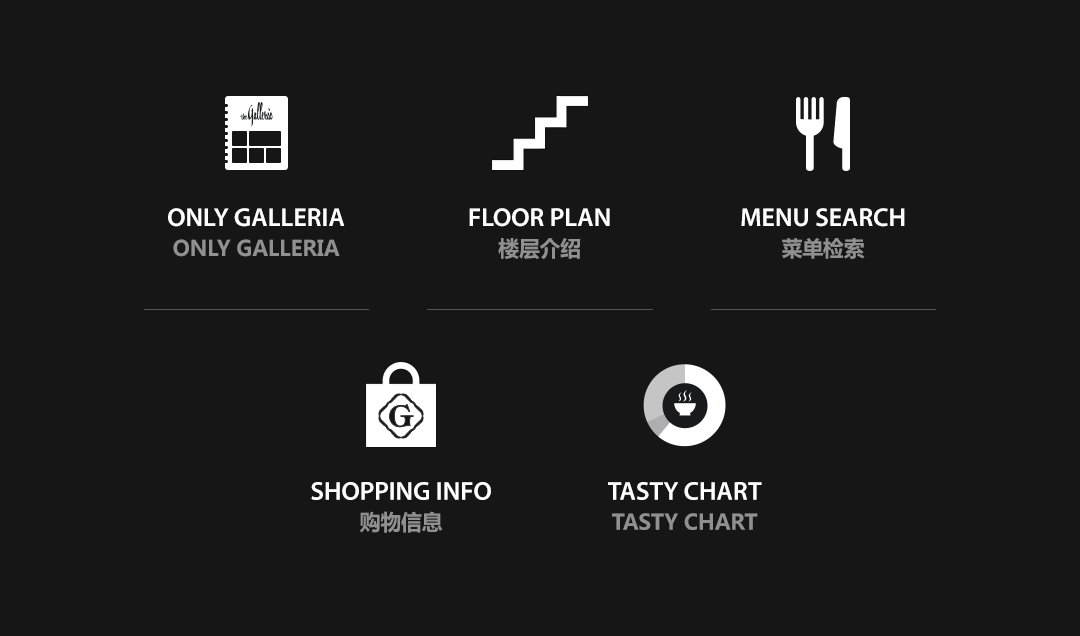 the Galleria
ONLY GALLERIA
ONLY GALLERIA
FLOOR PLAN
楼层介绍
MENU SEARCH
菜单检索
G
SHOPPING INFO
购物信息
TASTY CHART
TASTY CHART